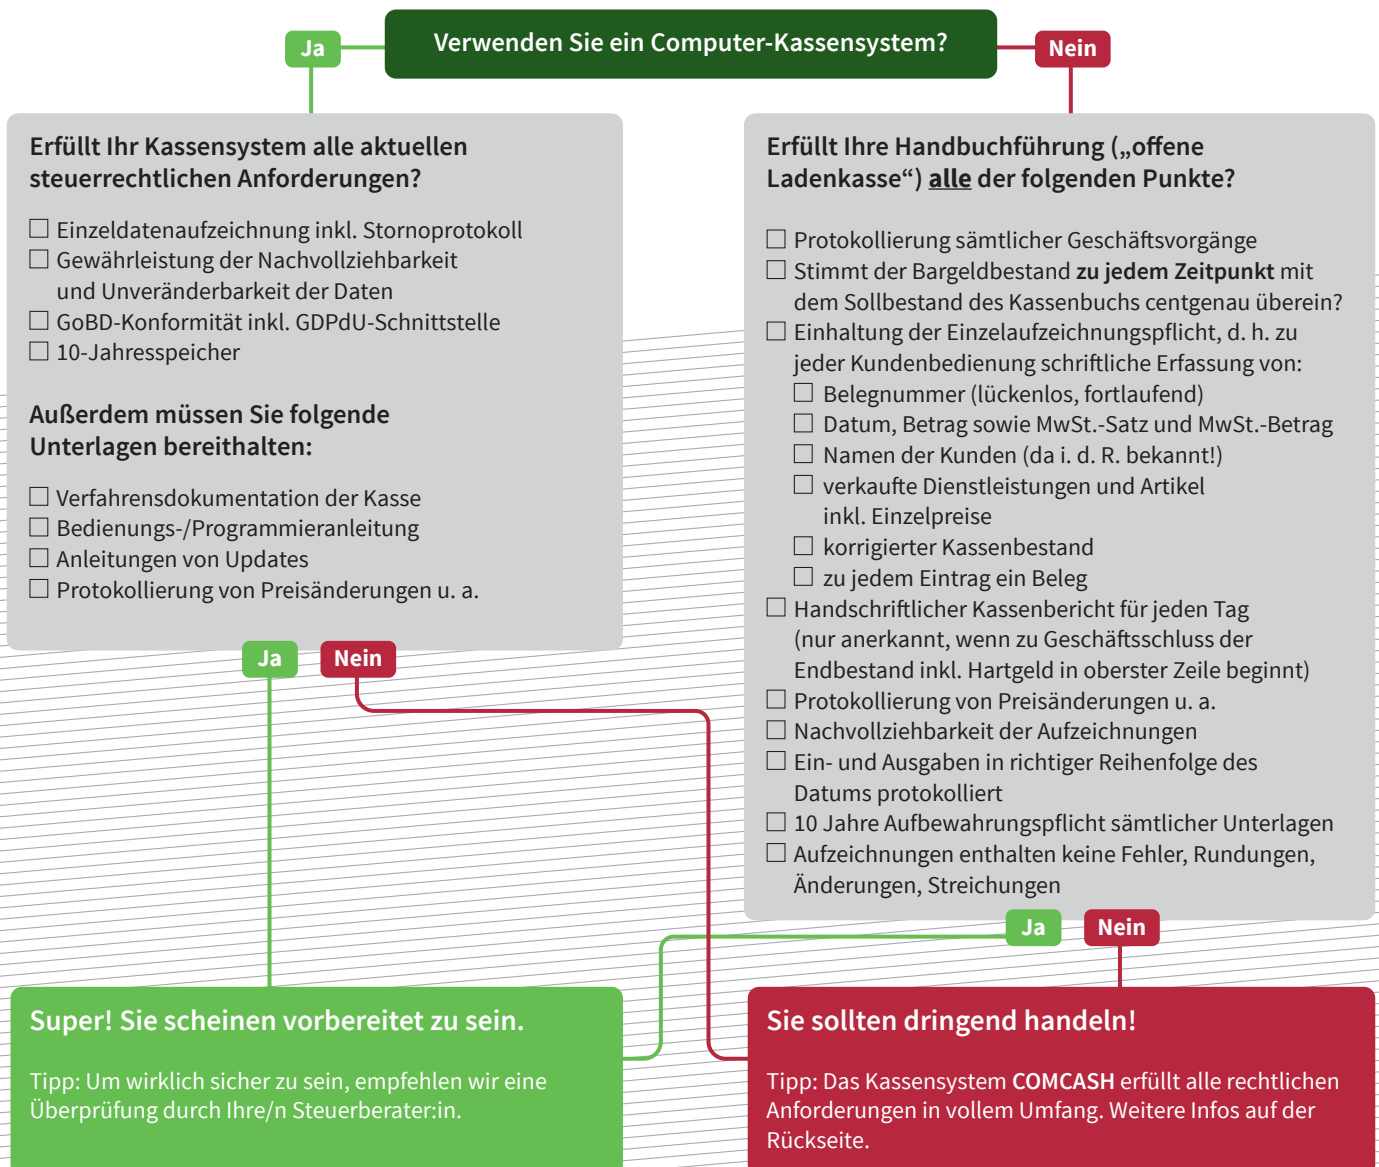 Verwenden Sie ein Computer-Kassensystem?
Ja
Nein
Erfüllt Ihr Kassensystem alle aktuellen
steuerrechtlichen Anforderungen?
☐ Einzeldatenaufzeichnung inkl. Stornoprotokoll
☐ Gewährleistung der Nachvollziehbarkeit
und Unveränderbarkeit der Daten
☐ GoBD-Konformität inkl. GDPdU-Schnittstelle
☐ 10-Jahresspeicher
Außerdem müssen Sie folgende
Unterlagen bereithalten:
☐ Verfahrensdokumentation der Kasse
☐ Bedienungs-/Programmieranleitung
☐ Anleitungen von Updates
☐ Protokollierung von Preisänderungen u. a.
Ja
Nein
Erfüllt Ihre Handbuchführung („offene
Ladenkasse“) alle der folgenden Punkte?
☐ Protokollierung sämtlicher Geschäftsvorgänge
☐ Stimmt der Bargeldbestand zu jedem Zeitpunkt mit
dem Sollbestand des Kassenbuchs centgenau überein?
☐ Einhaltung der Einzelaufzeichnungspflicht, d. h. zu
jeder Kundenbedienung schriftliche Erfassung von:
☐ Belegnummer (lückenlos, fortlaufend)
☐ Datum, Betrag sowie MwSt.-Satz und MwSt.-Betrag
☐ Namen der Kunden (da i. d. R. bekannt!)
☐ verkaufte Dienstleistungen und Artikel
inkl. Einzelpreise
☐ korrigierter Kassenbestand
☐ zu jedem Eintrag ein Beleg
☐ Handschriftlicher Kassenbericht für jeden Tag
(nur anerkannt, wenn zu Geschäftsschluss der
Endbestand inkl. Hartgeld in oberster Zeile beginnt)
☐ Protokollierung von Preisänderungen u. a.
☐ Nachvollziehbarkeit der Aufzeichnungen
☐ Ein- und Ausgaben in richtiger Reihenfolge des
Datums protokolliert
☐ 10 Jahre Aufbewahrungspflicht sämtlicher Unterlagen
☐ Aufzeichnungen enthalten keine Fehler, Rundungen,
Änderungen, Streichungen
Ja
Nein
Super! Sie scheinen vorbereitet zu sein.
Tipp: Um wirklich sicher zu sein, empfehlen wir eine
Überprüfung durch Ihre/n Steuerberater:in.
Sie sollten dringend handeln!
Tipp: Das Kassensystem COMCASH erfüllt alle rechtlichen
Anforderungen in vollem Umfang. Weitere Infos auf der
Rückseite.